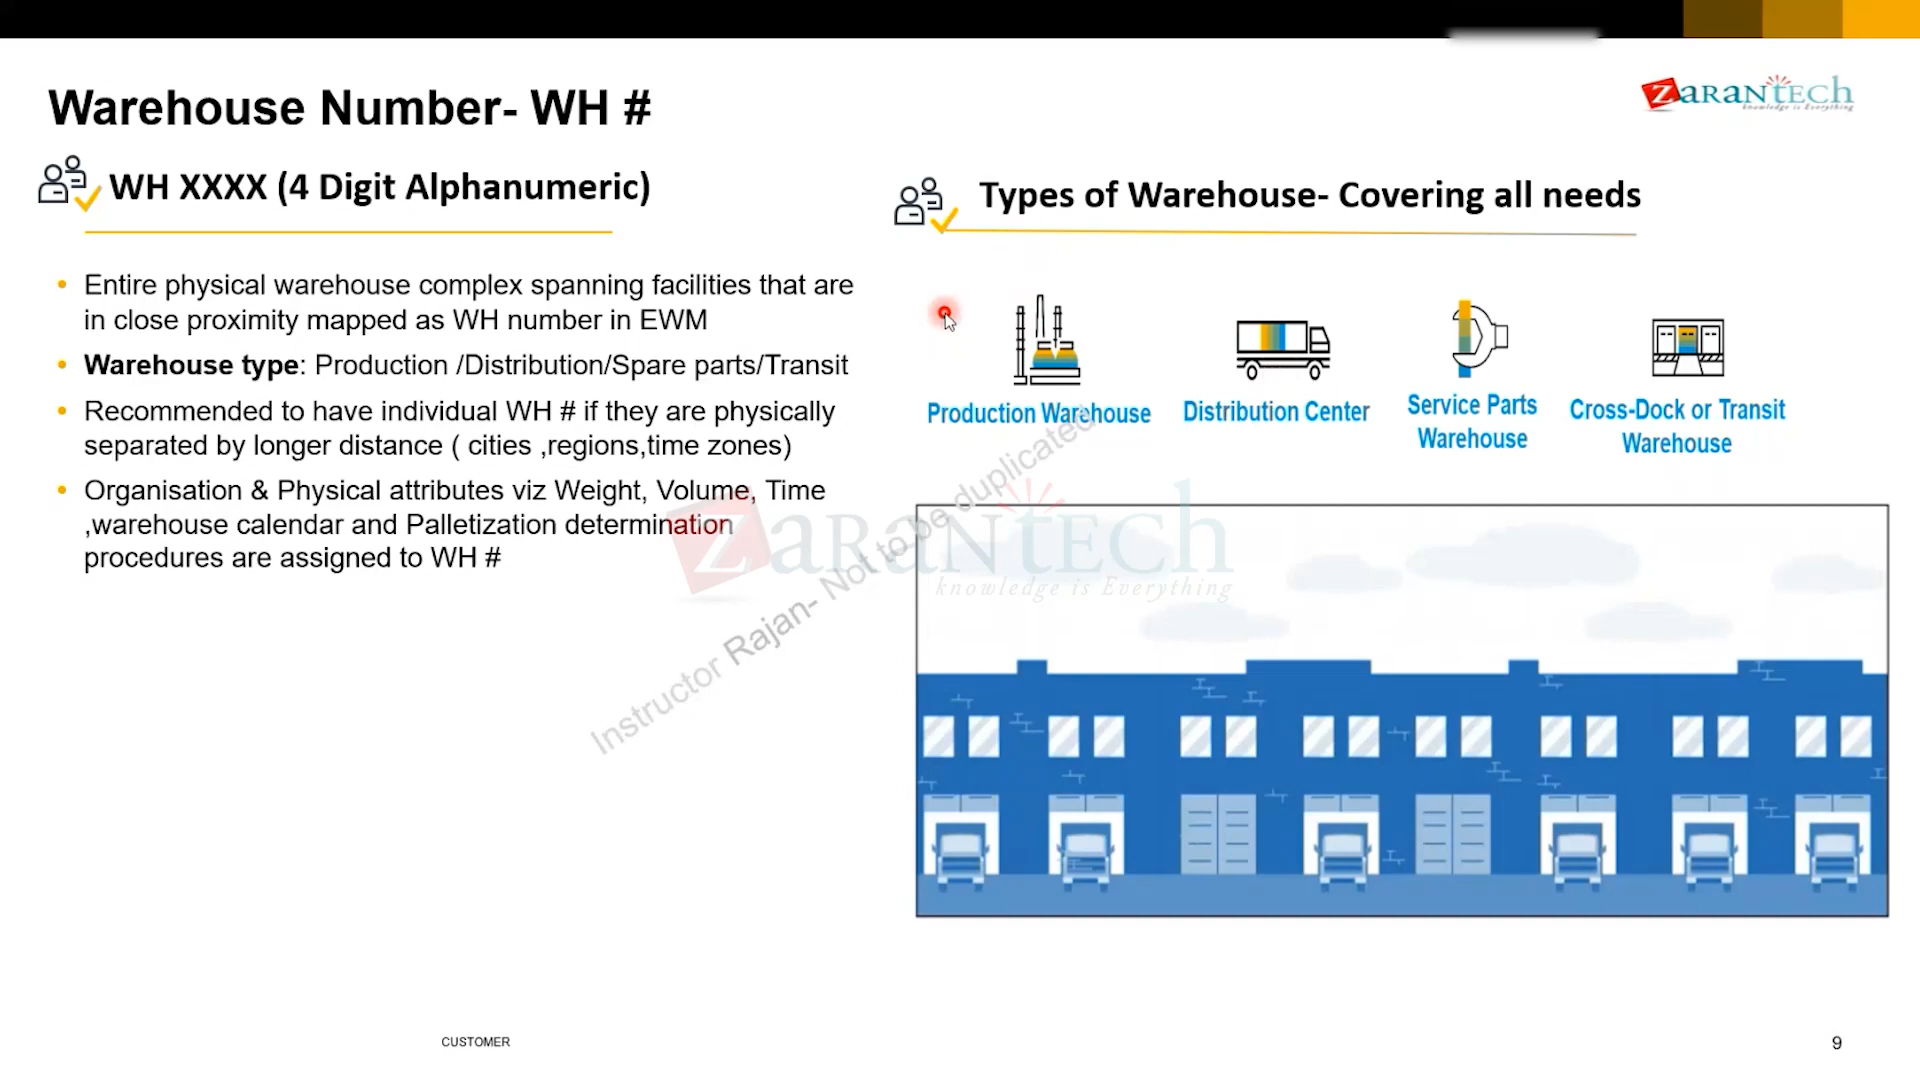 Warehouse Number- WH #
ZARANTECH
knowledge is Everything
WH XXXX (4 Digit Alphanumeric)
• Entire physical warehouse complex spanning facilities that are
in close proximity mapped as WH number in EWM
• Warehouse type: Production /Distribution/Spare parts/Transit
• Recommended to have individual WH # if they are physically
separated by longer distance ( cities ,regions,time zones)
• Organisation & Physical attributes viz Weight, Volume, Time
,warehouse calendar and Palletization determination
procedures are assigned to WH #
Types of Warehouse- Covering all needs
Production Warehouse
Distribution Center
Service Parts
Warehouse
Cross-Dock or Transit
Warehouse
ZARANTECH
knowledge is Everything
Instructor Rajan- Not to be duplicated
CUSTOMER
9